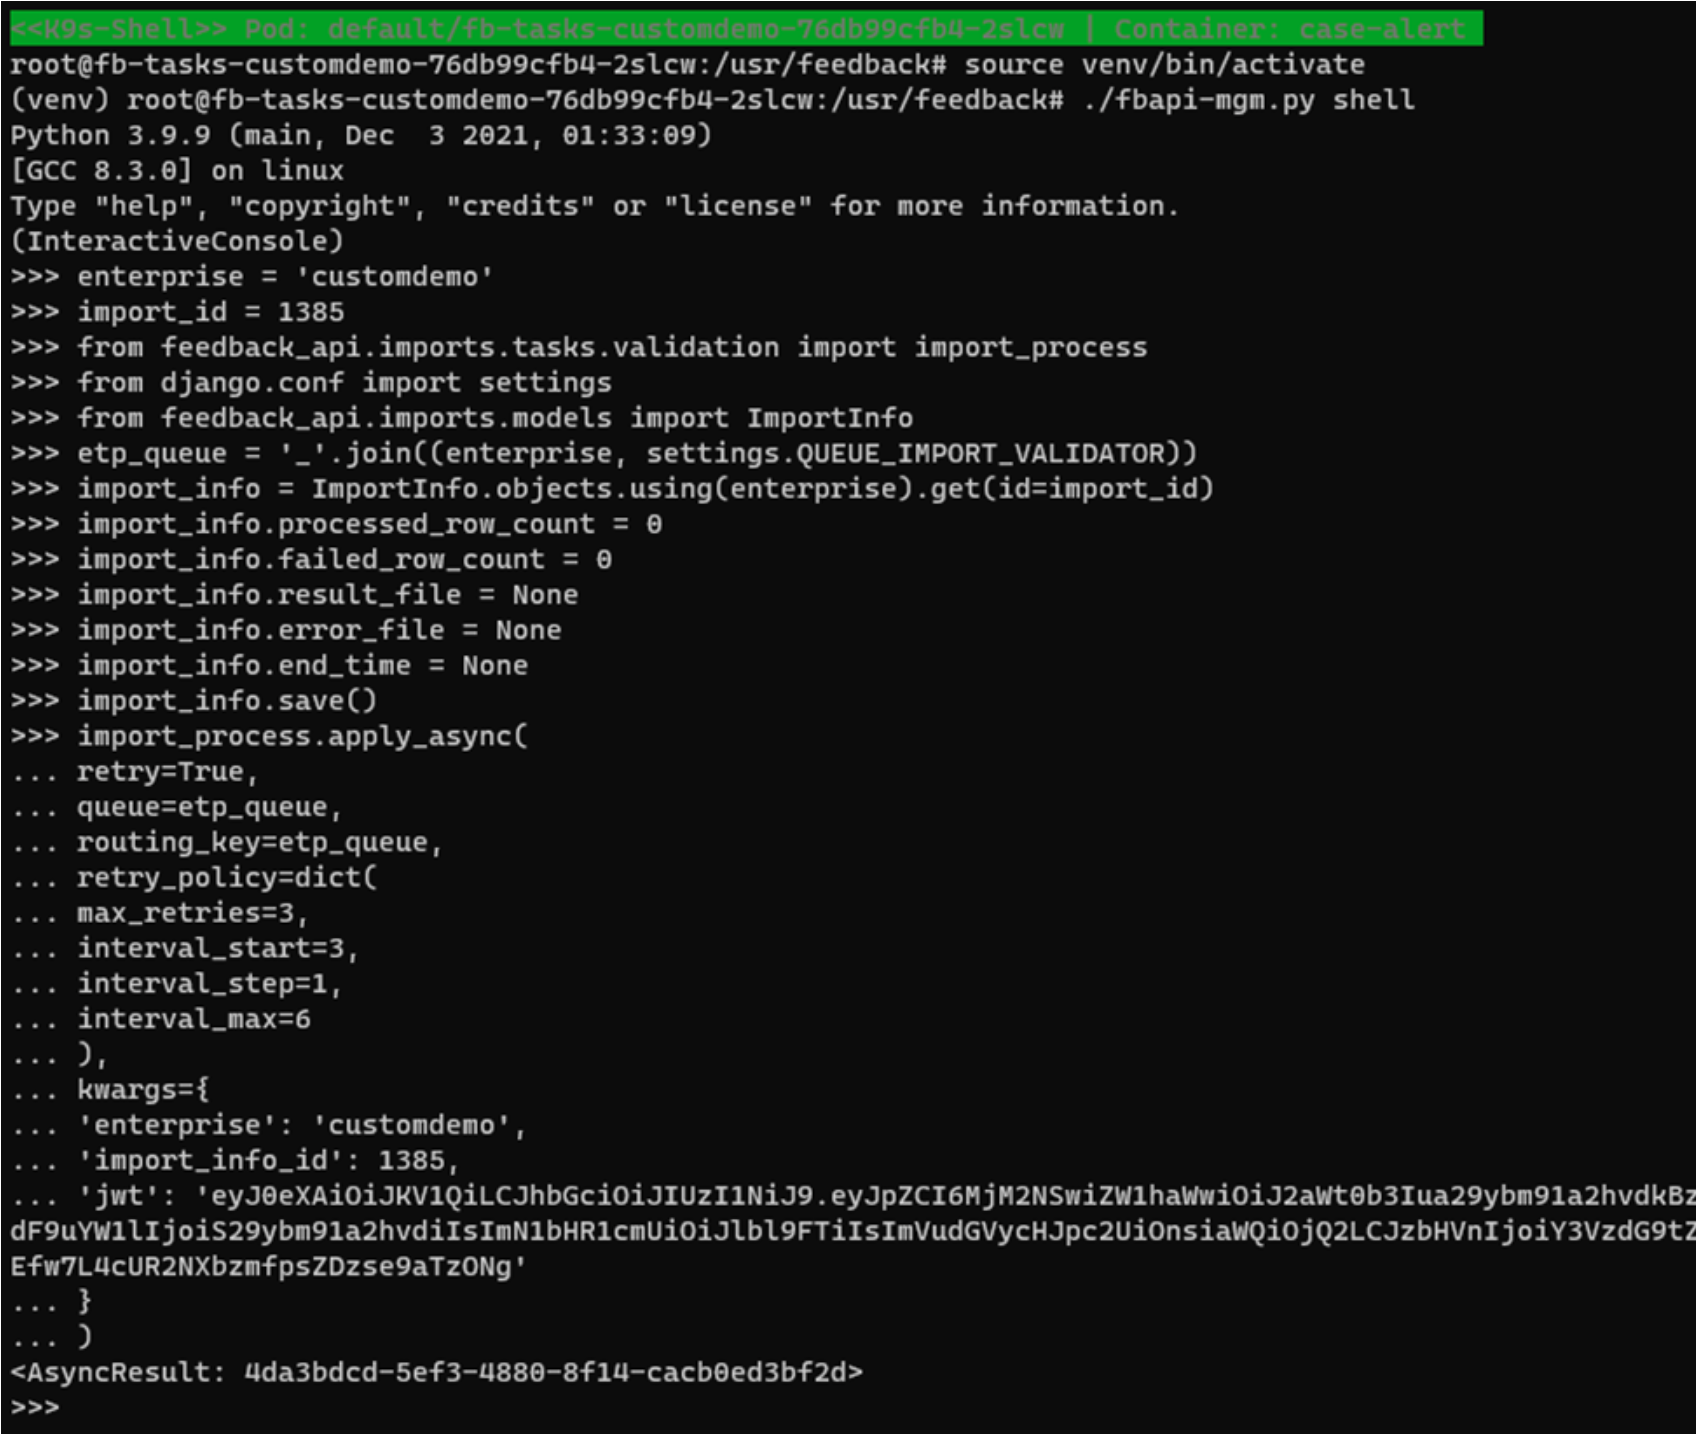 <<K9s-Shell>> Pod: default/fb-tasks-customdemo-76db99cfb4-2slcw | Container: case-alert
root@fb-tasks-customdemo-76db99cfb4-2slcw:/usr/feedback# source venv/bin/activate
(venv) root@fb-tasks-customdemo-76db99cfb4-2slcw:/usr/feedback# ./fbapi-mgm.py shell
Python 3.9.9 (main, Dec  3 2021, 01:33:09)
[GCC 8.3.0] on linux
Type "help", "copyright", "credits" or "license" for more information.
(InteractiveConsole)
>>> enterprise = 'customdemo'
>>> import_id = 1385
>>> from feedback_api.imports.tasks.validation import import_process
>>> from django.conf import settings
>>> from feedback_api.imports.models import ImportInfo
>>> etp_queue = '_'.join((enterprise, settings.QUEUE_IMPORT_VALIDATOR))
>>> import_info = ImportInfo.objects.using(enterprise).get(id=import_id)
>>> import_info.processed_row_count = 0
>>> import_info.failed_row_count = 0
>>> import_info.result_file = None
>>> import_info.error_file = None
>>> import_info.end_time = None
>>> import_info.save()
>>> import_process.apply_async(
... retry=True,
... queue=etp_queue,
... routing_key=etp_queue,
... retry_policy=dict(
... max_retries=3,
... interval_start=3,
... interval_step=1,
... interval_max=6
... ),
... kwargs={
... 'enterprise': 'customdemo',
... 'import_info_id': 1385,
... 'jwt': 'eyJ0eXAiOiJKV1QiLCJhbGciOiJIUzI1NiJ9.eyJpZCI6MjM2NSwiZW1haWwiOiJ2aWt0b3Iua29ybm91a2hvdkBz
dF9uYW1lIjoiS29ybm91a2hvdiIsImN1bHR1cmUiOiJlbl9FTiIsImVudGVycHJpc2UiOnsiaWQiOjQ2LCJzbHVnIjoiY3VzdG9tZ
Efw7L4cUR2NXbzmfpsZDzse9aTzONg'
... }
... )
<AsyncResult: 4da3bdcd-5ef3-4880-8f14-cacb0ed3bf2d>
>>>